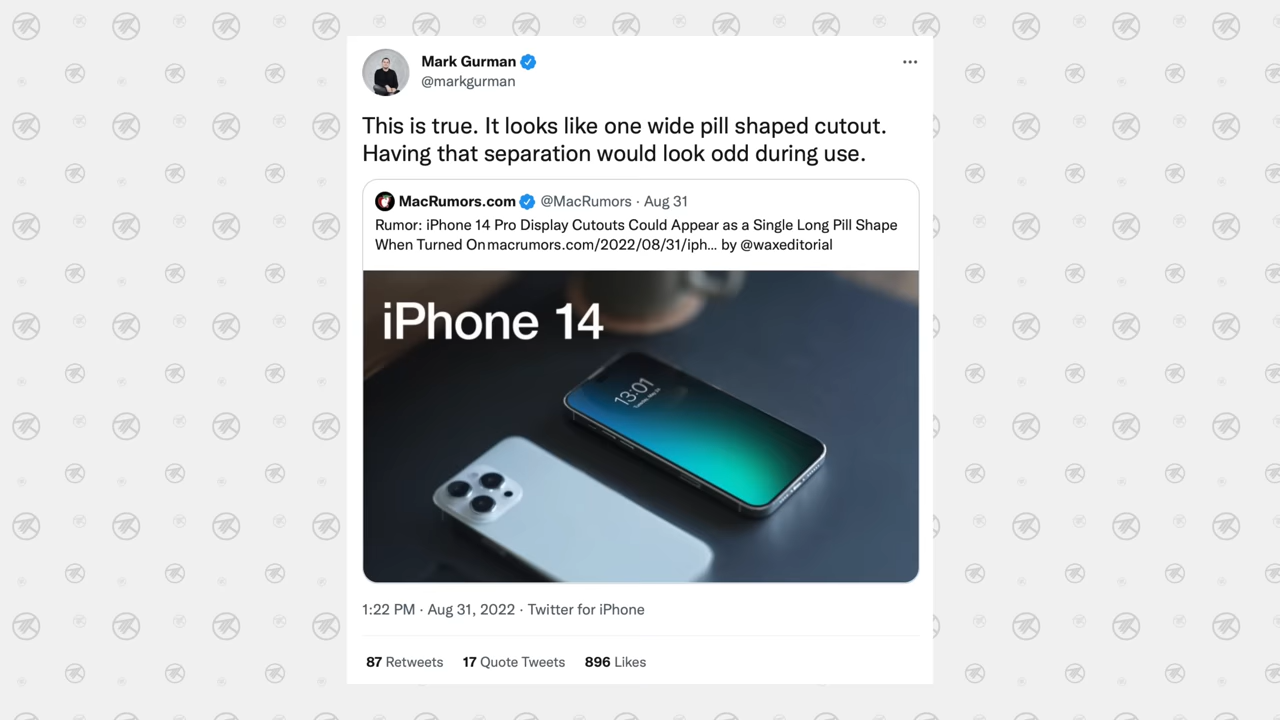 Mark Gurman
@markgurman
This is true. It looks like one wide pill shaped cutout.
Having that separation would look odd during use.
MacRumors.com @MacRumors · Aug 31
Rumor: iPhone 14 Pro Display Cutouts Could Appear as a Single Long Pill Shape
When Turned On macrumors.com/2022/08/31/iph... by @waxeditorial
iPhone 14
13:01
1:22 PM · Aug 31, 2022 · Twitter for iPhone
87 Retweets 17 Quote Tweets 896 Likes